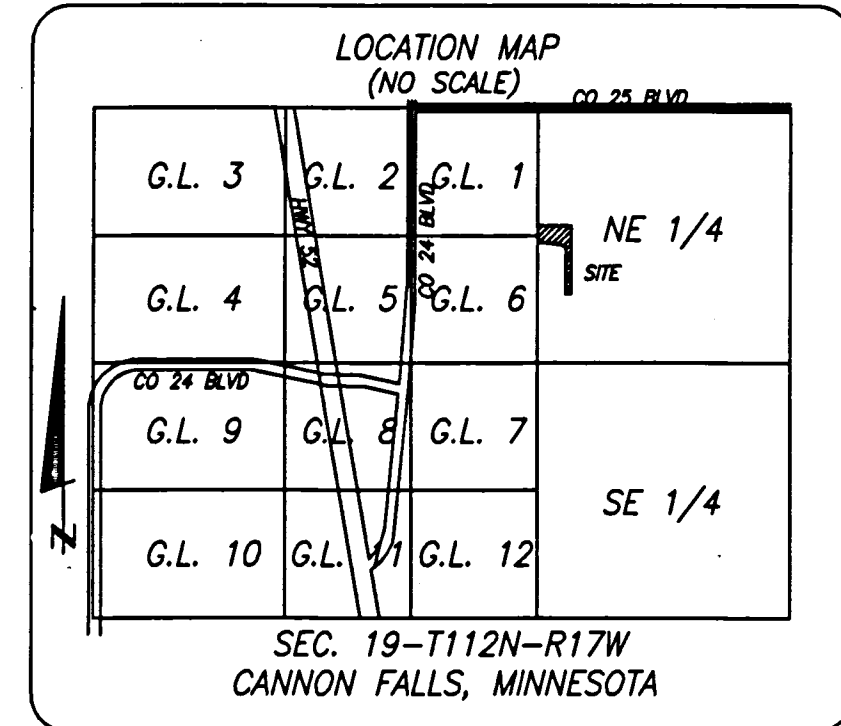 LOCATION MAP
(NO SCALE)
CO 25 BLVD
G.L. 3
G.L. 2
G.L. 1
NE 1/4
HWY 52
CO 24 BLVD
SITE
G.L. 4
G.L. 5
G.L. 6
CO 24 BLVD
G.L. 9
G.L. 8
G.L. 7
SE 1/4
Z
G.L. 10
G.L. 11
G.L. 12
SEC. 19-T112N-R17W
CANNON FALLS, MINNESOTA